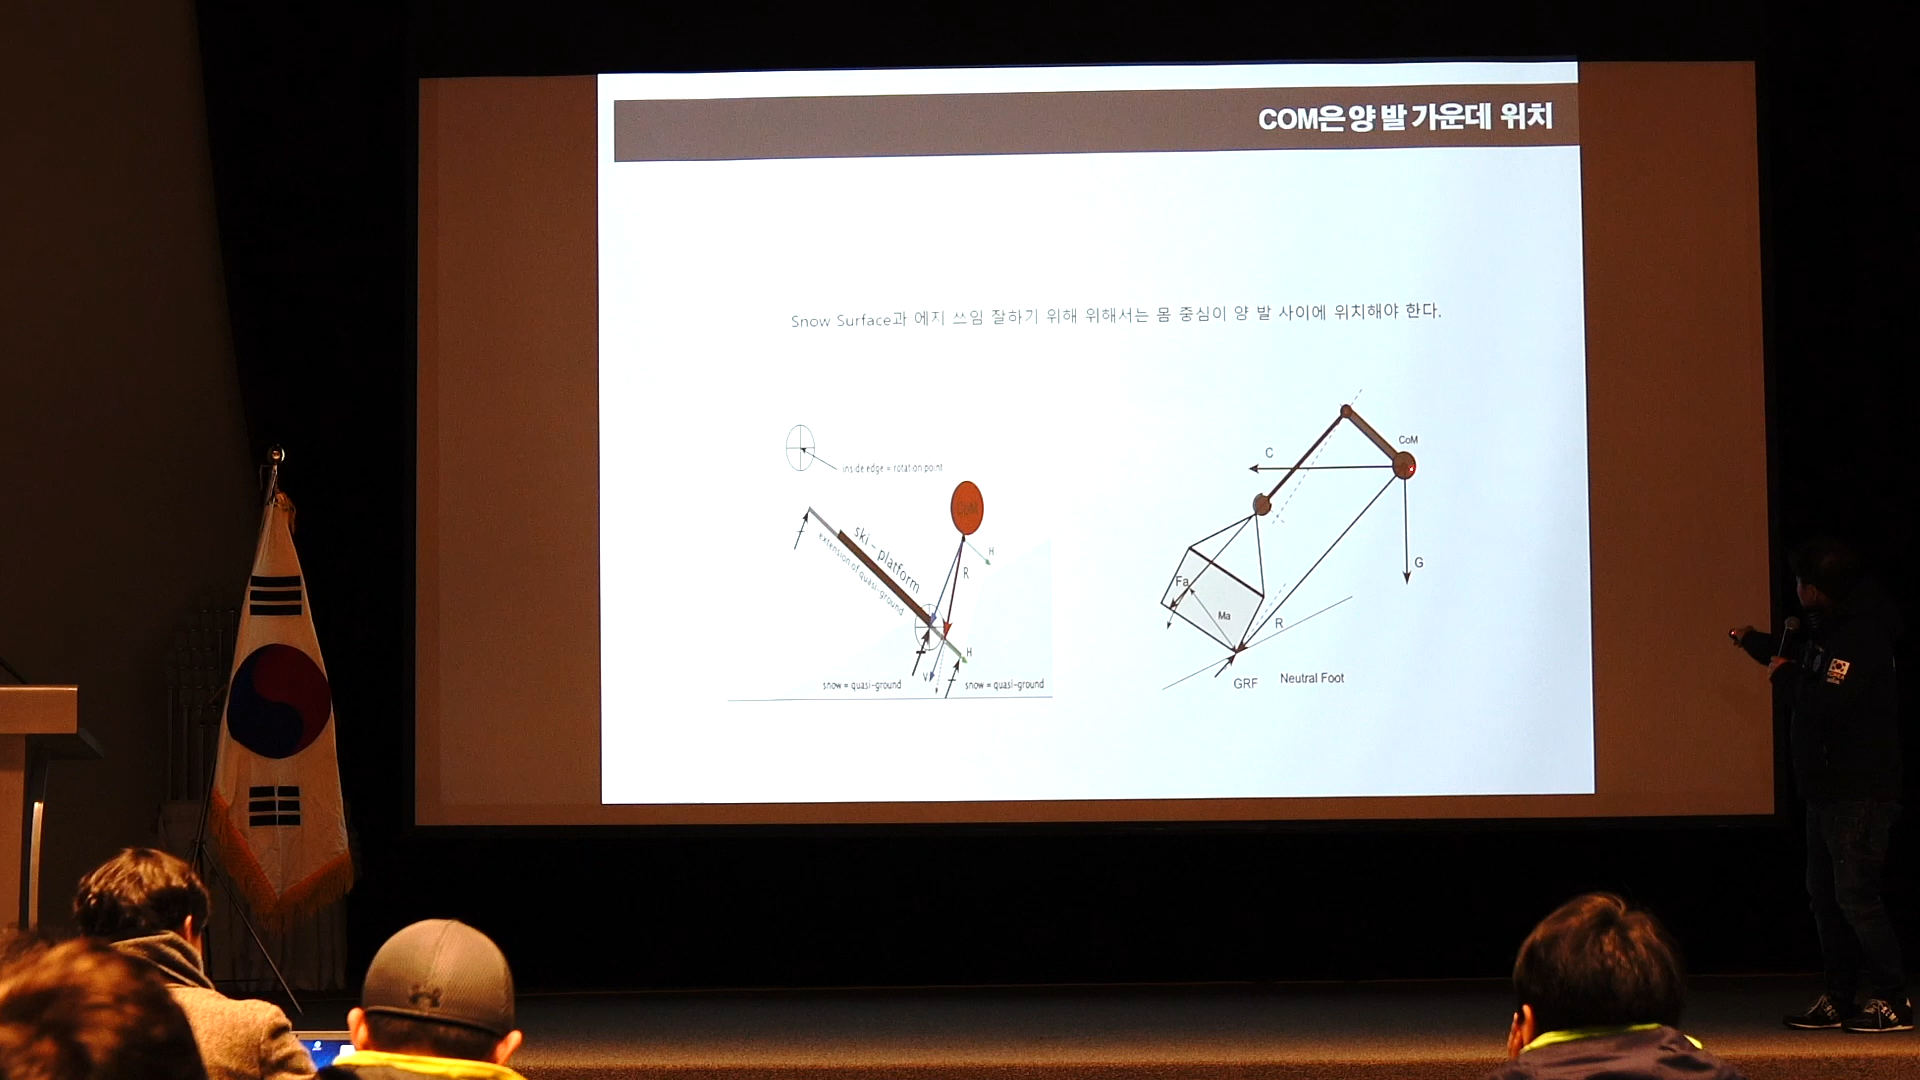 COM은 양 발 가운데 위치
Snow Surface과 에지 쓰임 잘하기 위해 위해서는 몸 중심이 양 발 사이에 위치해야 한다.
inside edge = rotation point
CoM
ski - platform
extension of quasi-ground
H
R
H
V
snow = quasi-ground
snow = quasi-ground
CoM
C
G
Fa
Ma
R
GRF
Neutral Foot
KOREA